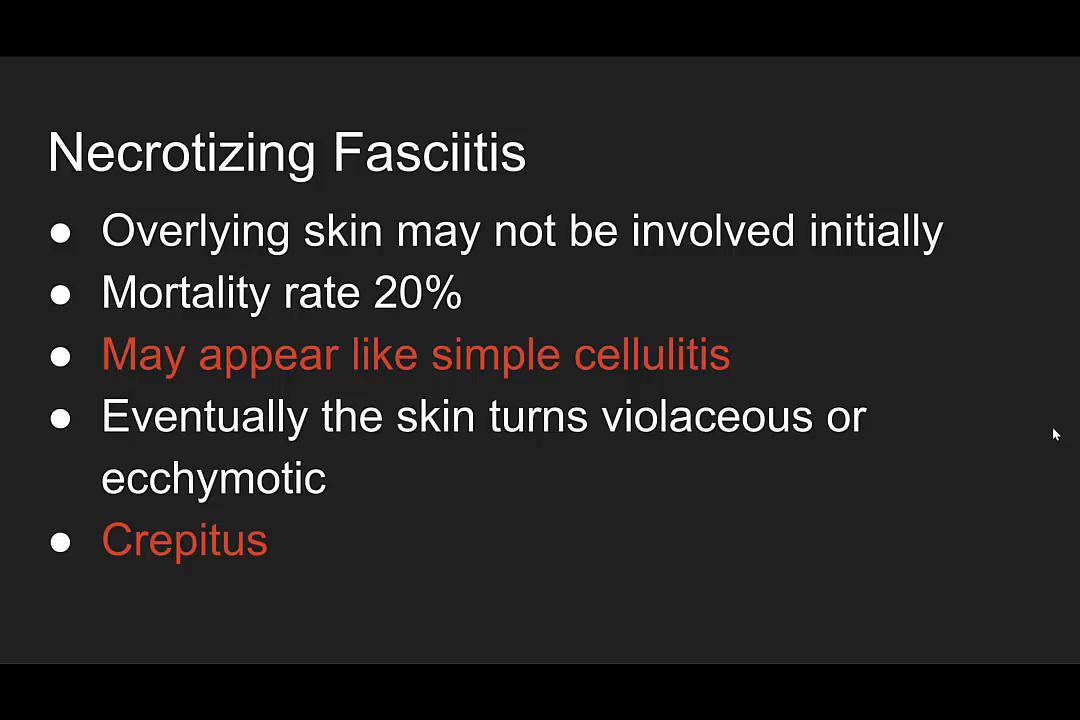 Necrotizing Fasciitis
● Overlying skin may not be involved initially
● Mortality rate 20%
● May appear like simple cellulitis
● Eventually the skin turns violaceous or
ecchymotic
● Crepitus